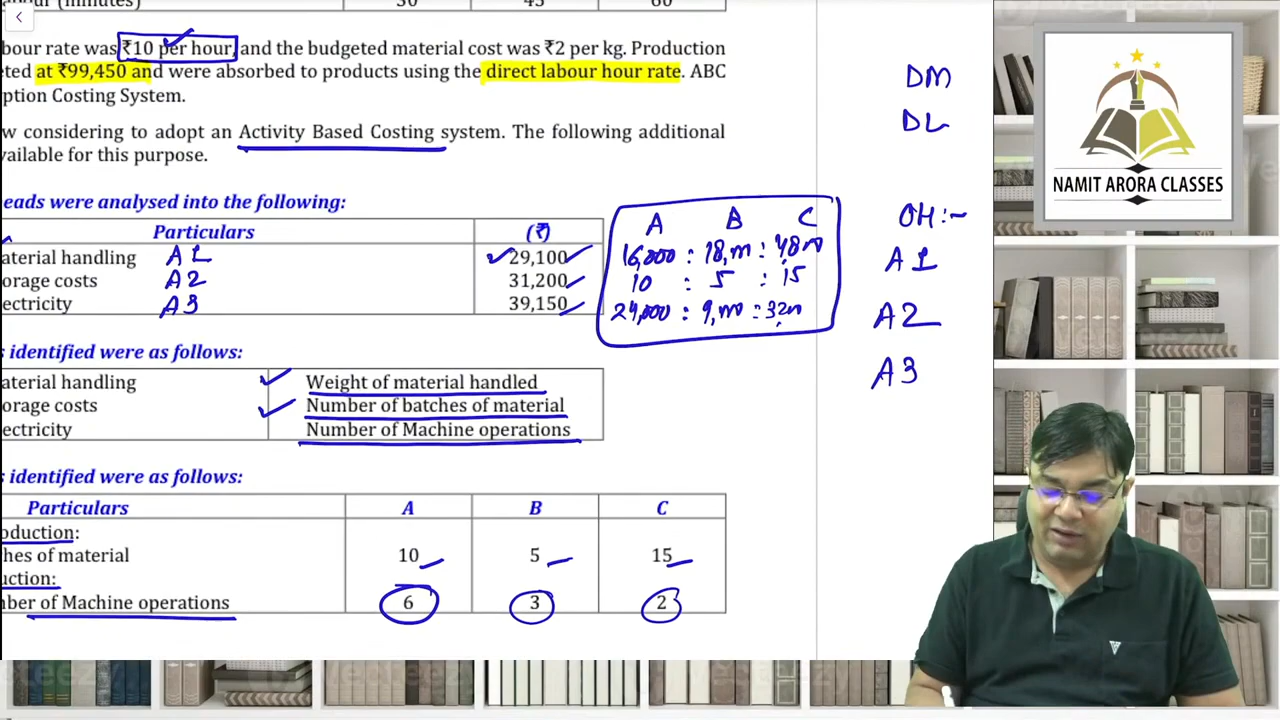 30 45 60
bour rate was ₹10 per hour, and the budgeted material cost was ₹2 per kg. Production
eted at ₹99,450 and were absorbed to products using the direct labour hour rate. ABC
ption Costing System.
w considering to adopt an Activity Based Costing system. The following additional
vailable for this purpose.
eads were analysed into the following:
Particulars (₹)
aterial handling A1 29,100
orage costs A2 31,200
ectricity A3 39,150
A B C
16,000 : 18,000 : 48,000
10 : 5 : 15
24,000 : 9,000 : 32,000
s identified were as follows:
aterial handling Weight of material handled
orage costs Number of batches of material
ectricity Number of Machine operations
s identified were as follows:
Particulars A B C
oduction:
hes of material 10 5 15
uction:
ber of Machine operations 6 3 2
DM
DL
OH:-
A1
A2
A3
NAMIT ARORA CLASSES